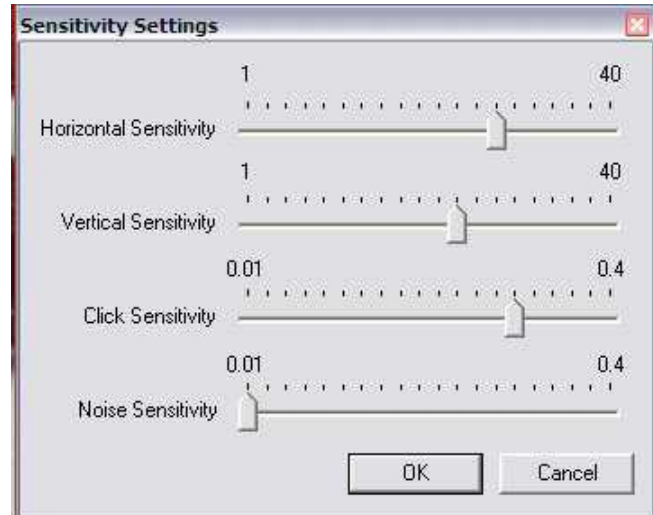 Sensitivity Settings
1 40
Horizontal Sensitivity
1 40
Vertical Sensitivity
0.01 0.4
Click Sensitivity
0.01 0.4
Noise Sensitivity
OK Cancel